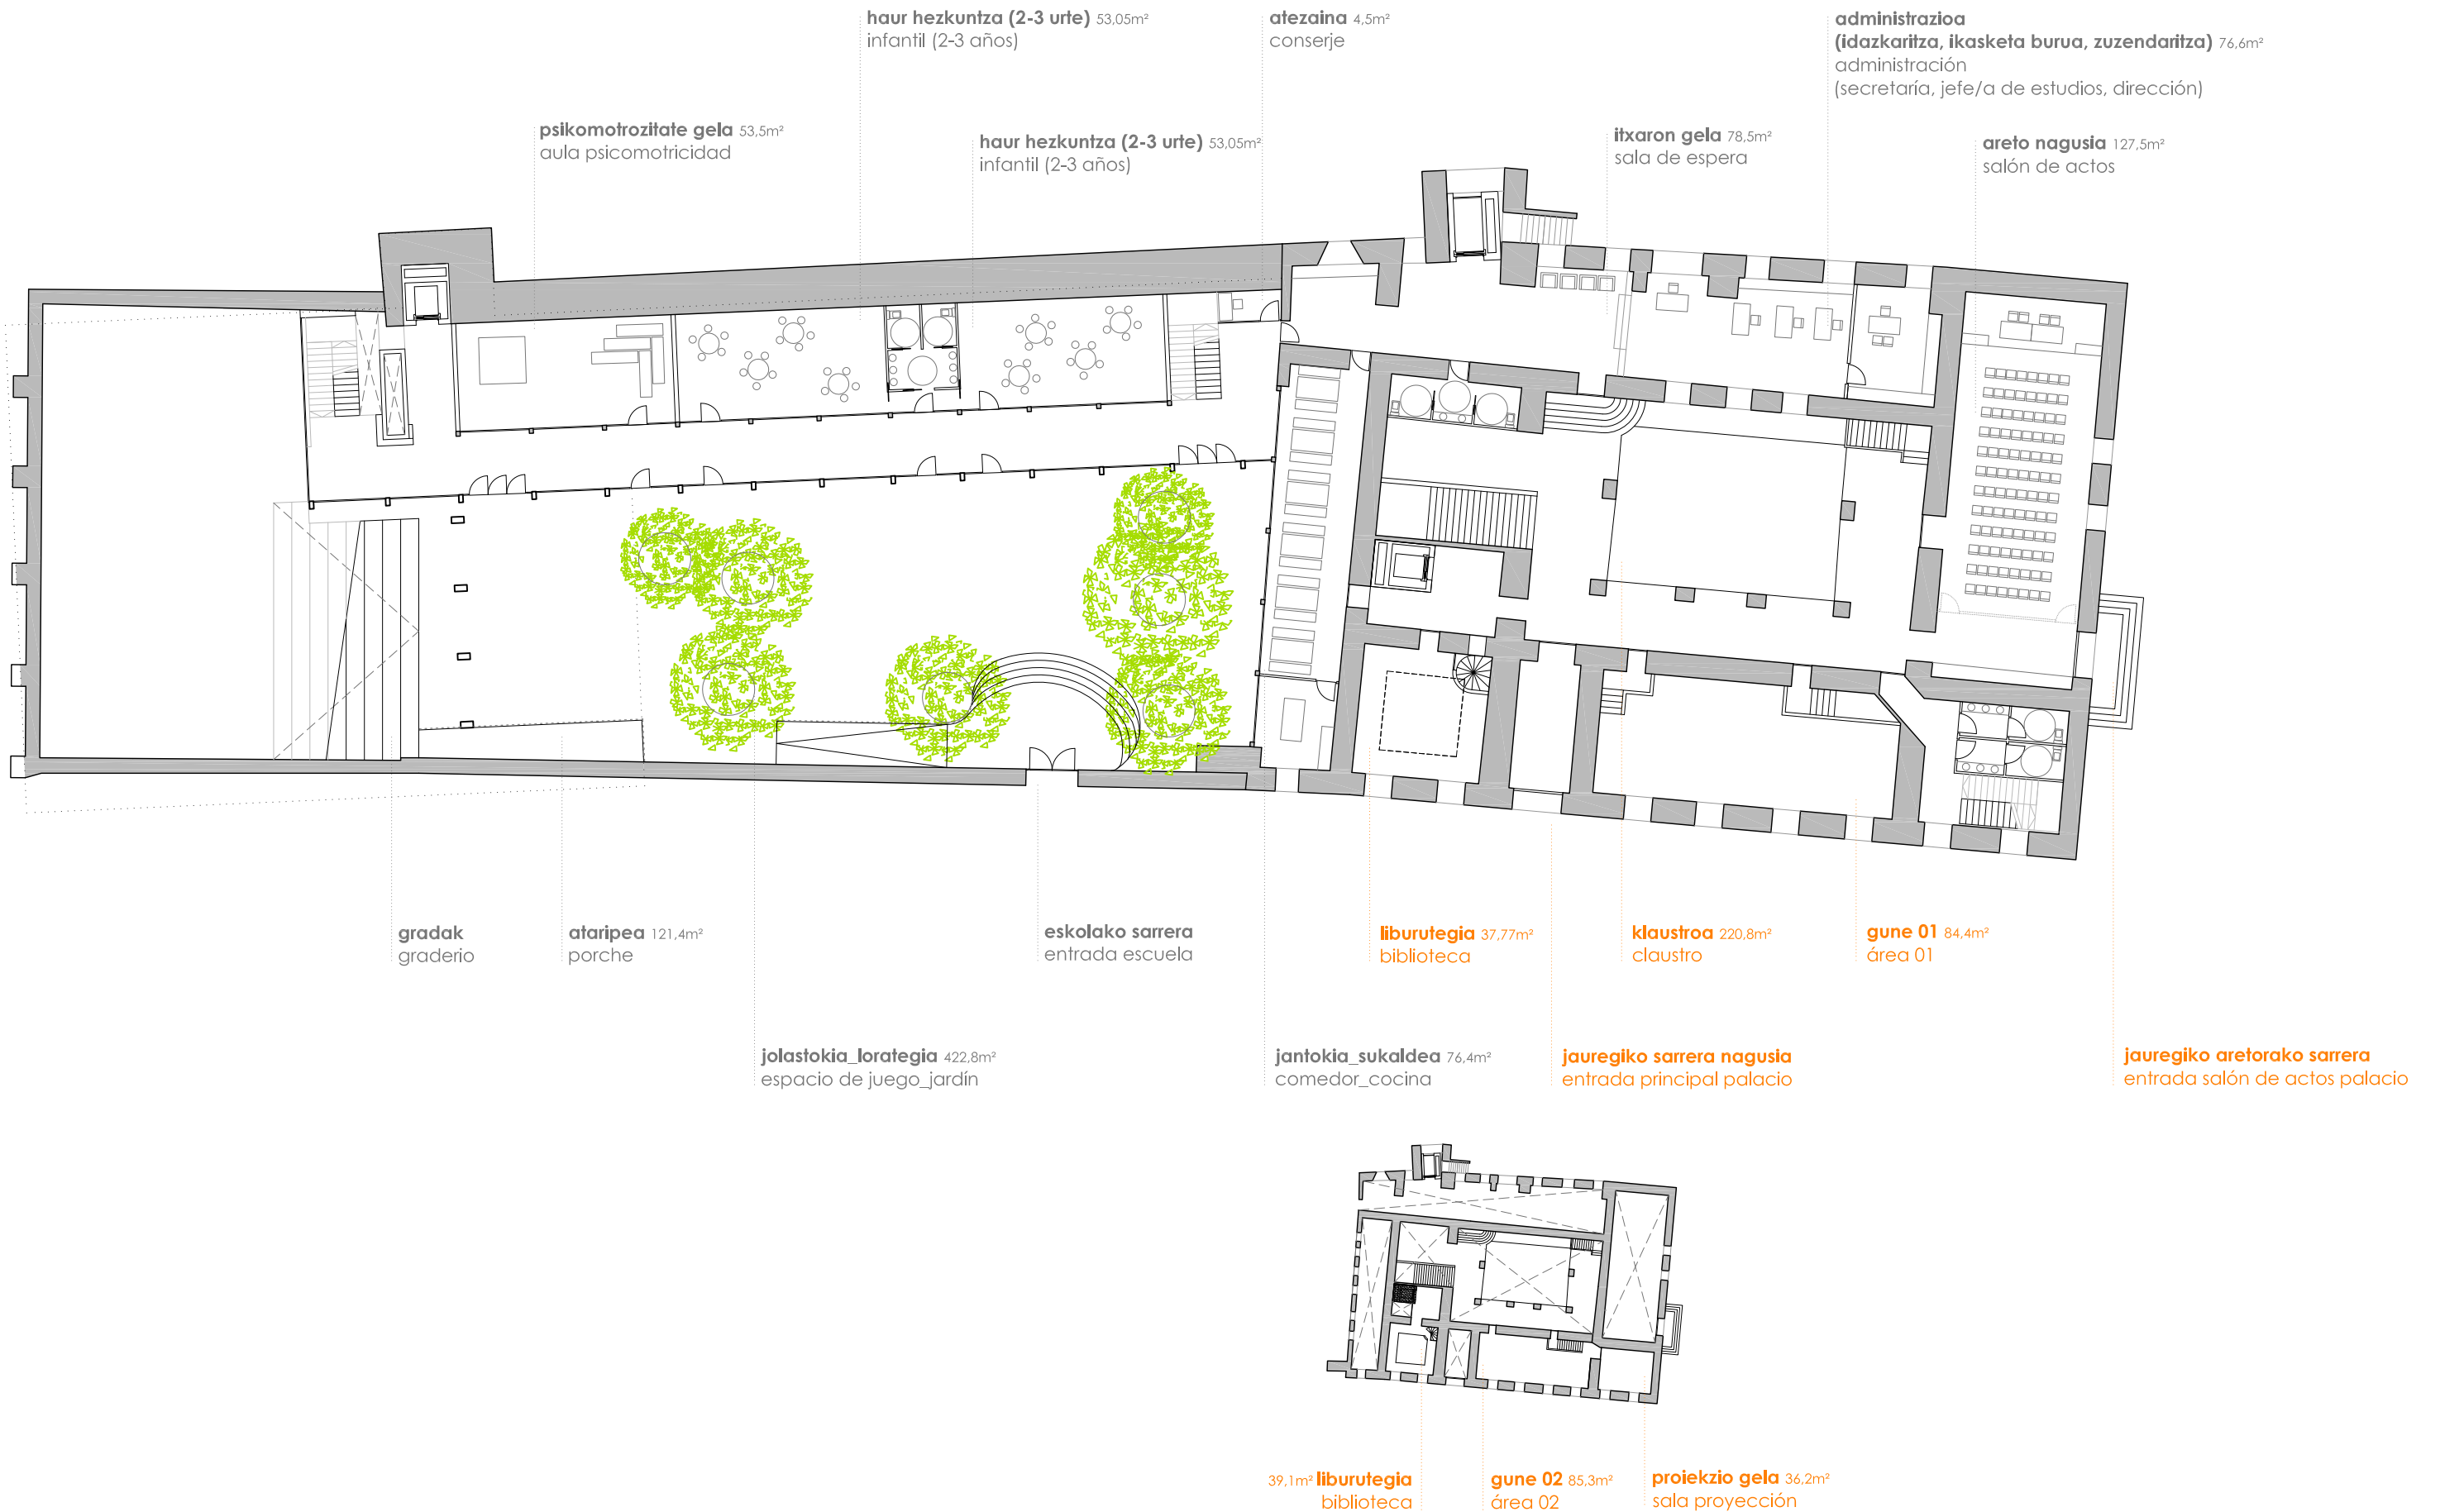 haur hezkuntza (2-3 urte) 53,05m²
infantil (2-3 años)
atezaina 4,5m²
conserje
administrazioa
(idazkaritza, ikasketa burua, zuzendaritza) 76,6m²
administración
(secretaría, jefe/a de estudios, dirección)
psikomotrozitate gela 53,5m²
aula psicomotricidad
haur hezkuntza (2-3 urte) 53,05m²
infantil (2-3 años)
itxaron gela 78,5m²
sala de espera
areto nagusia 127,5m²
salón de actos
gradak
graderio
ataripea 121,4m²
porche
eskolako sarrera
entrada escuela
liburutegia 37,77m²
biblioteca
klaustroa 220,8m²
claustro
gune 01 84,4m²
área 01
jolastokia_lorategia 422,8m²
espacio de juego_jardín
jantokia_sukaldea 76,4m²
comedor_cocina
jauregiko sarrera nagusia
entrada principal palacio
jauregiko aretorako sarrera
entrada salón de actos palacio
39,1m² liburutegia
biblioteca
gune 02 85,3m²
área 02
proiekzio gela 36,2m²
sala proyección